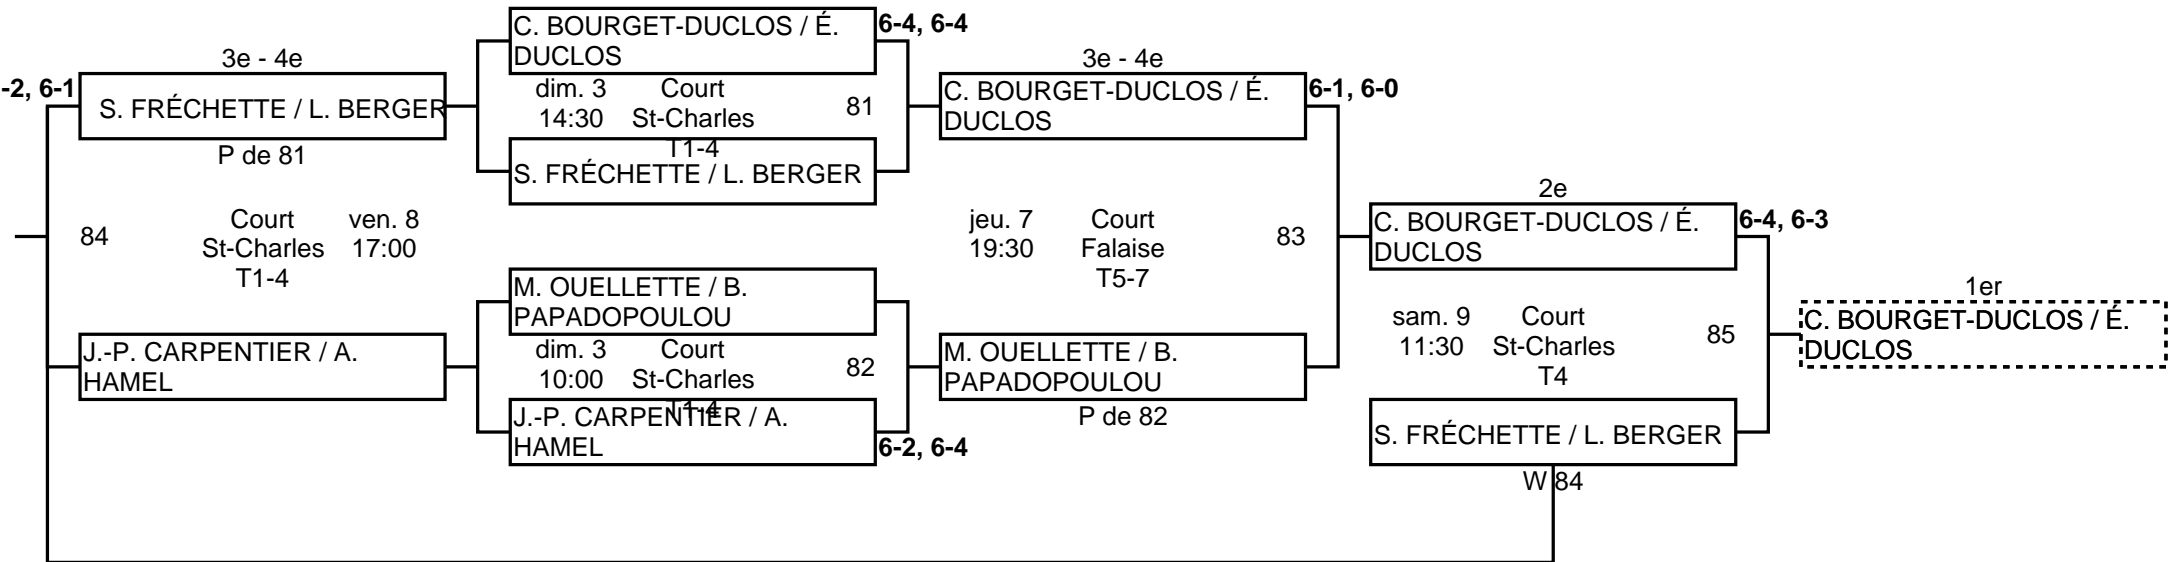 3e - 4e
-2, 6-1
S. FRÉCHETTE / L. BERGER
P de 81
84
Court
St-Charles
T1-4
ven. 8
17:00
J.-P. CARPENTIER / A.
HAMEL
C. BOURGET-DUCLOS / É.
DUCLOS
6-4, 6-4
dim. 3
14:30
Court
St-Charles
T1-4
81
S. FRÉCHETTE / L. BERGER
M. OUELLETTE / B.
PAPADOPOULOU
dim. 3
10:00
Court
St-Charles
T1-4
82
J.-P. CARPENTIER / A.
HAMEL
6-2, 6-4
3e - 4e
C. BOURGET-DUCLOS / É.
DUCLOS
6-1, 6-0
jeu. 7
19:30
Court
Falaise
T5-7
83
M. OUELLETTE / B.
PAPADOPOULOU
P de 82
2e
C. BOURGET-DUCLOS / É.
DUCLOS
6-4, 6-3
sam. 9
11:30
Court
St-Charles
T4
85
S. FRÉCHETTE / L. BERGER
W 84
1er
C. BOURGET-DUCLOS / É.
DUCLOS